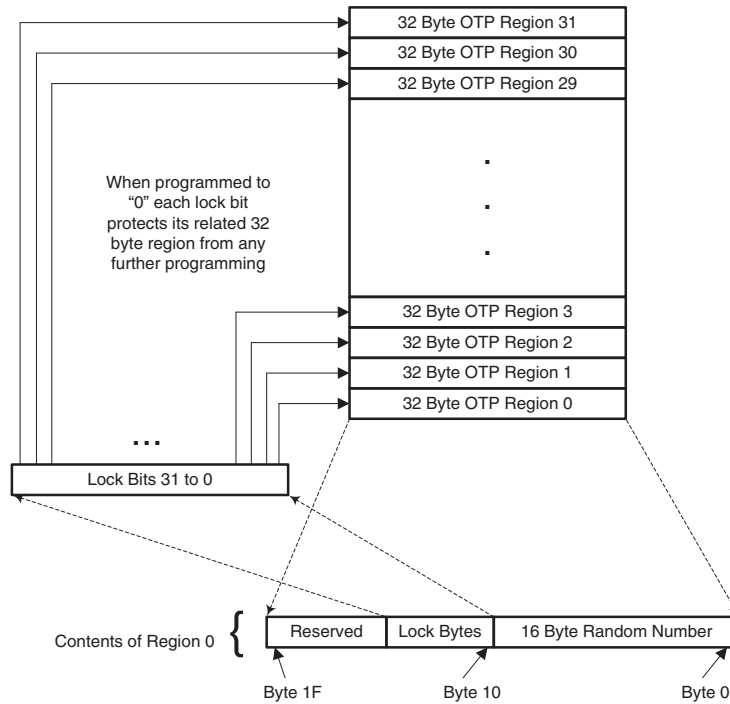 32 Byte OTP Region 31
32 Byte OTP Region 30
32 Byte OTP Region 29
.
.
.
When programmed to
“0” each lock bit
protects its related 32
byte region from any
further programming
32 Byte OTP Region 3
32 Byte OTP Region 2
32 Byte OTP Region 1
32 Byte OTP Region 0
...
Lock Bits 31 to 0
Contents of Region 0 {
Reserved
Lock Bytes
16 Byte Random Number
Byte 1F
Byte 10
Byte 0